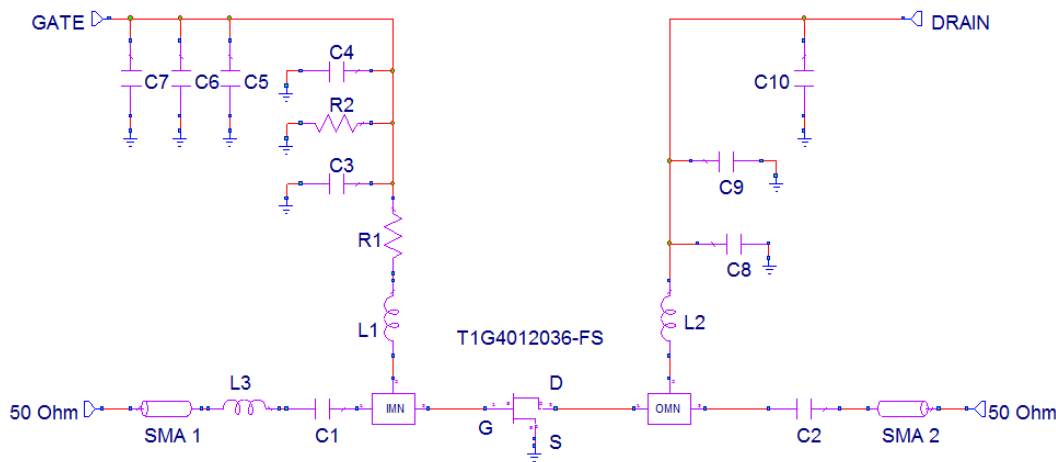 GATE
DRAIN
C7
C6
C5
C4
R2
C3
R1
L1
C10
C9
C8
L2
T1G4012036-FS
50 Ohm
SMA 1
L3
C1
IMN
G
D
S
OMN
C2
SMA 2
50 Ohm